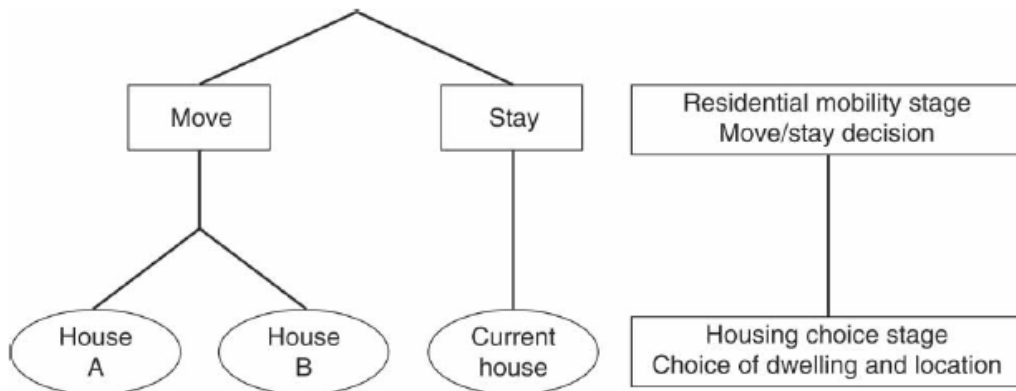 Move
Stay
Residential mobility stage
Move/stay decision
House
A
House
B
Current
house
Housing choice stage
Choice of dwelling and location